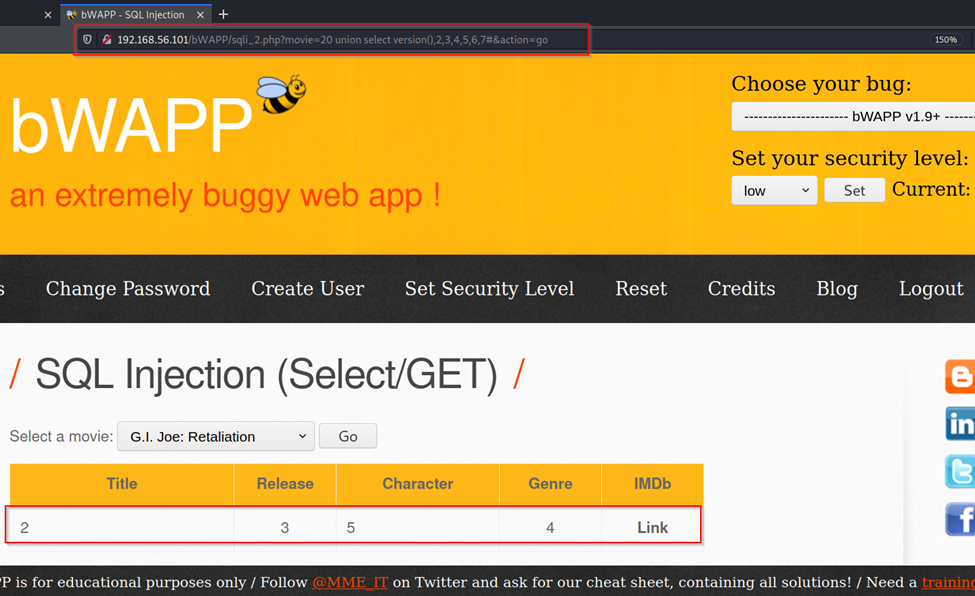 bWAPP - SQL Injection
192.168.56.101/bWAPP/sqli_2.php?movie=20 union select version(),2,3,4,5,6,7#&action=go
150%
bWAPP
an extremely buggy web app !
Choose your bug:
---------------------- bWAPP v1.9+ -------
Set your security level:
low Set Current:
s Change Password Create User Set Security Level Reset Credits Blog Logout
/ SQL Injection (Select/GET) /
Select a movie: G.I. Joe: Retaliation Go
Title Release Character Genre IMDb
2 3 5 4 Link
PP is for educational purposes only / Follow @MME_IT on Twitter and ask for our cheat sheet, containing all solutions! / Need a training